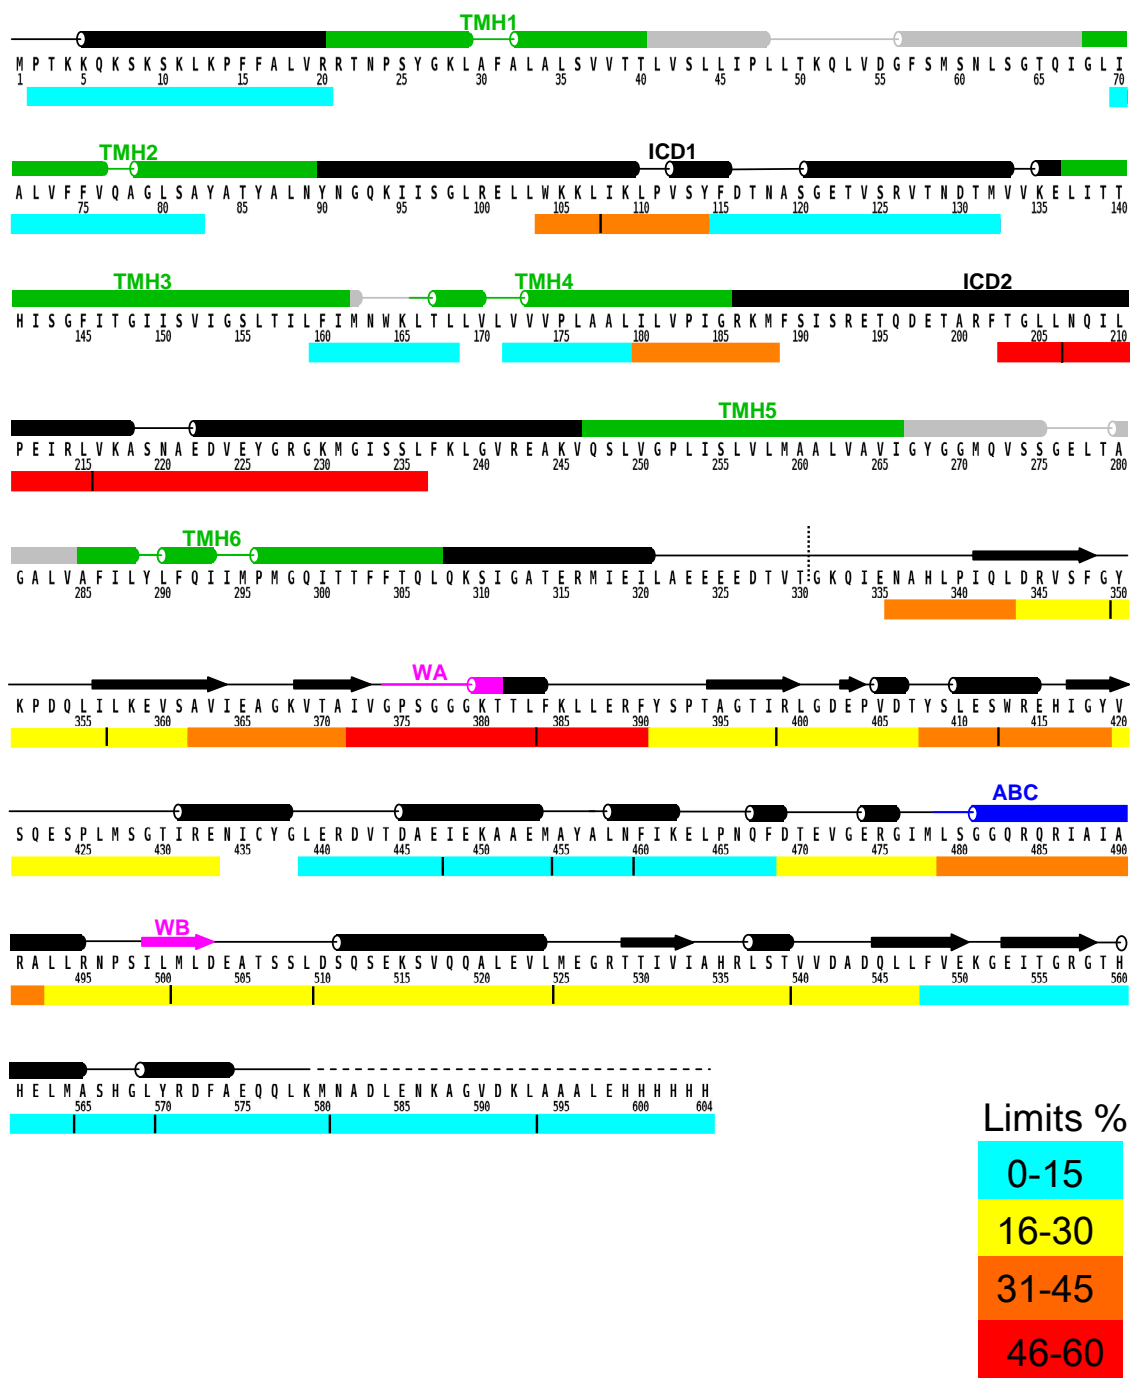 TMH1
M P T K K Q K S K S K L K P F F A L V R R T N P S Y G K L A F A L A L S V V T T L V S L L I P L L T K Q L V D G F S M S N L S G T Q I G L I
1 5 10 15 20 25 30 35 40 45 50 55 60 65 70
TMH2 ICD1
A L V F F V Q A G L S A Y A T Y A L N Y N G Q K I I S G L R E L L W K K L I K L P V S Y F D T N A S G E T V S R V T N D T M V V K E L I T T
75 80 85 90 95 100 105 110 115 120 125 130 135 140
TMH3 TMH4 ICD2
H I S G F I T G I I S V I G S L T I L F I M N W K L T L L V L V V V P L A A L I L V P I G R K M F S I S R E T Q D E T A R F T G L L N Q I L
145 150 155 160 165 170 175 180 185 190 195 200 205 210
TMH5
P E I R L V K A S N A E D V E Y G R G K M G I S S L F K L G V R E A K V Q S L V G P L I S L V L M A A L V A V I G Y G G M Q V S S G E L T A
215 220 225 230 235 240 245 250 255 260 265 270 275 280
TMH6
G A L V A F I L Y L F Q I I M P M G Q I T T F F T Q L Q K S I G A T E R M I E I L A E E E E D T V T G K Q I E N A H L P I Q L D R V S F G Y
285 290 295 300 305 310 315 320 325 330 335 340 345 350
WA
K P D Q L I L K E V S A V I E A G K V T A I V G P S G G G K T T L F K L L E R F Y S P T A G T I R L G D E P V D T Y S L E S W R E H I G Y V
355 360 365 370 375 380 385 390 395 400 405 410 415 420
ABC
S Q E S P L M S G T I R E N I C Y G L E R D V T D A E I E K A A E M A Y A L N F I K E L P N Q F D T E V G E R G I M L S G G Q R Q R I A I A
425 430 435 440 445 450 455 460 465 470 475 480 485 490
WB
R A L L R N P S I L M L D E A T S S L D S Q S E K S V Q Q A L E V L M E G R T T I V I A H R L S T V V D A D Q L L F V E K G E I T G R G T H
495 500 505 510 515 520 525 530 535 540 545 550 555 560
H E L M A S H G L Y R D F A E Q Q L K M N A D L E N K A G V D K L A A A L E H H H H H H
565 570 575 580 585 590 595 600 604
Limits %
0-15
16-30
31-45
46-60